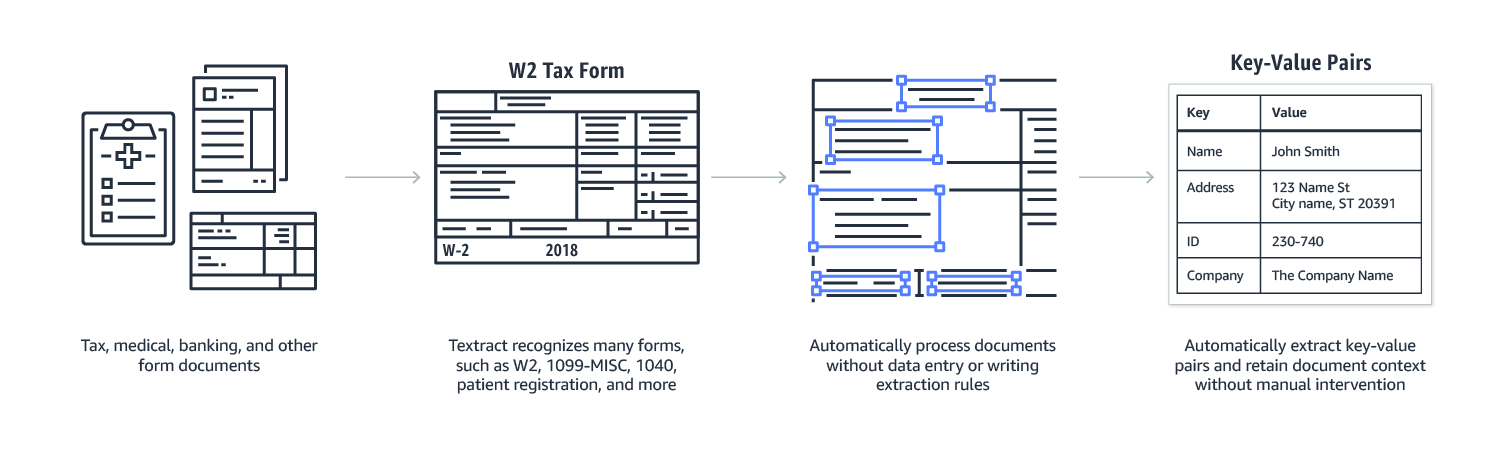 Tax, medical, banking, and other
form documents
W2 Tax Form
W-2 2018
Textract recognizes many forms,
such as W2, 1099-MISC, 1040,
patient registration, and more
Automatically process documents
without data entry or writing
extraction rules
Key-Value Pairs
Key Value
Name John Smith
Address 123 Name St
City name, ST 20391
ID 230-740
Company The Company Name
Automatically extract key-value
pairs and retain document context
without manual intervention